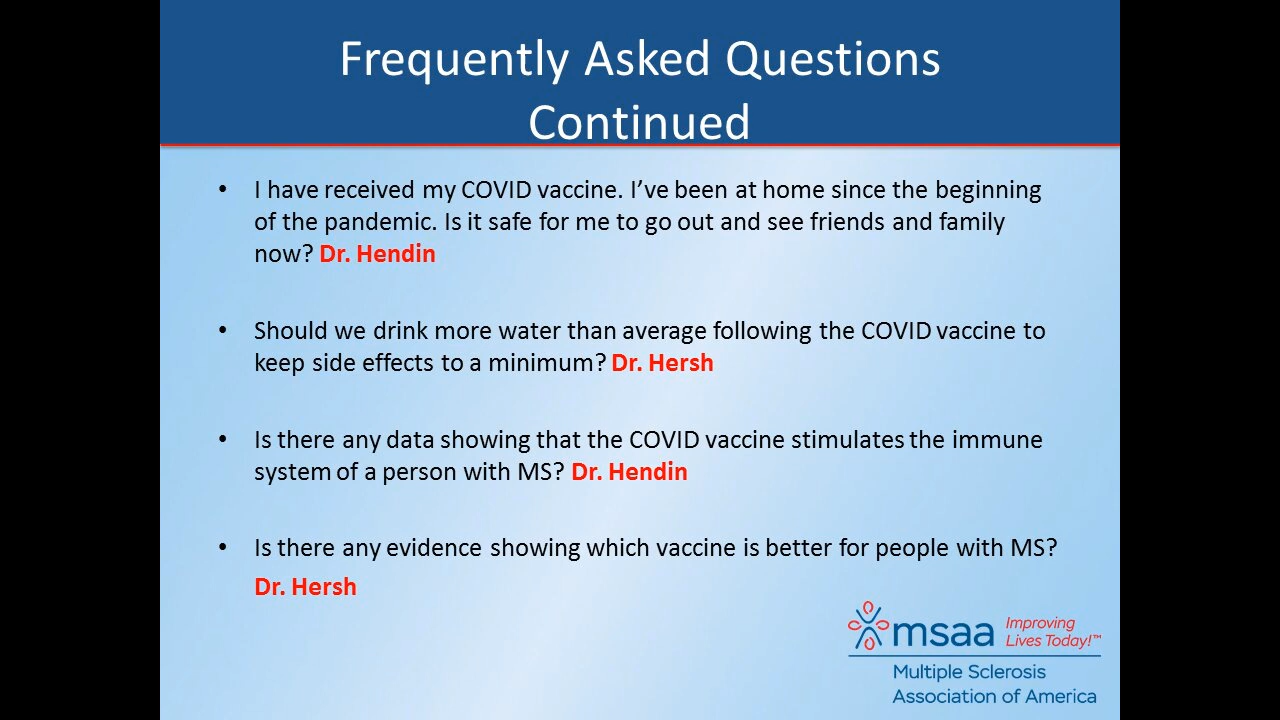 Frequently Asked Questions
Continued
• I have received my COVID vaccine. I’ve been at home since the beginning
of the pandemic. Is it safe for me to go out and see friends and family
now? Dr. Hendin
• Should we drink more water than average following the COVID vaccine to
keep side effects to a minimum? Dr. Hersh
• Is there any data showing that the COVID vaccine stimulates the immune
system of a person with MS? Dr. Hendin
• Is there any evidence showing which vaccine is better for people with MS?
Dr. Hersh
msaa Improving
Lives Today!™
Multiple Sclerosis
Association of America